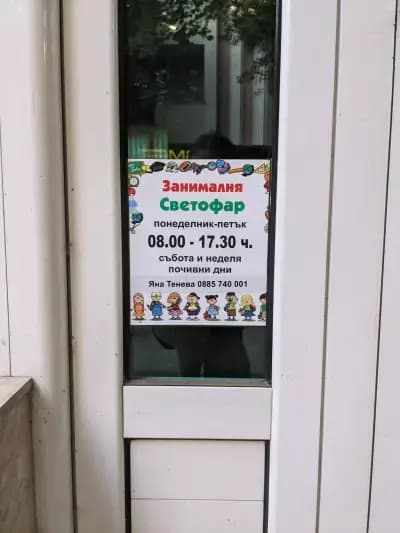 Занималня
Светофар
понеделник-петък
08.00 - 17.30 ч.
събота и неделя
почивни дни
Яна Тенева 0885 740 001